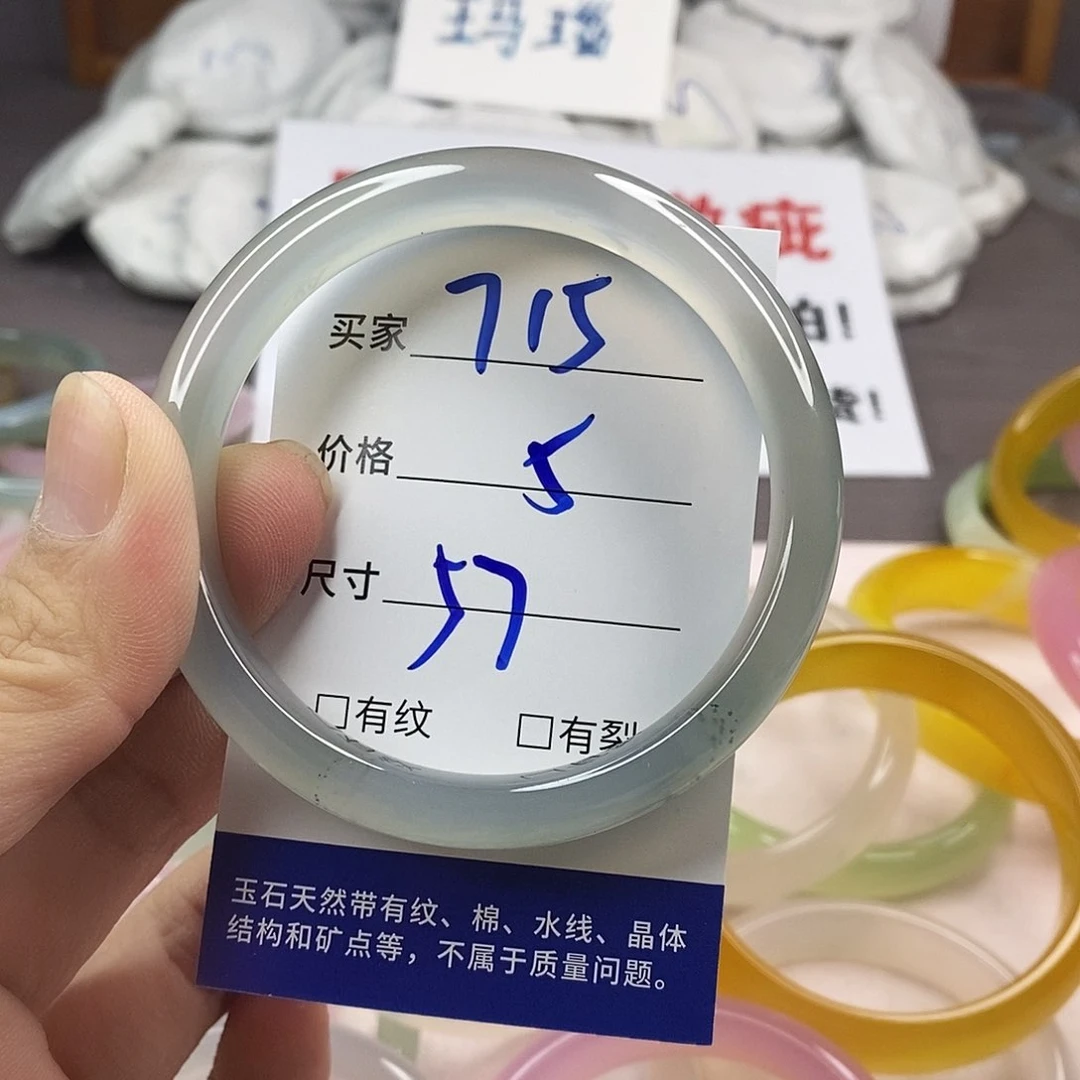 玛瑙
疵
拍！
买家 715
价格 5
尺寸 57
□有纹 □有裂
玉石天然带有纹、棉、水线、晶体
结构和矿点等，不属于质量问题。